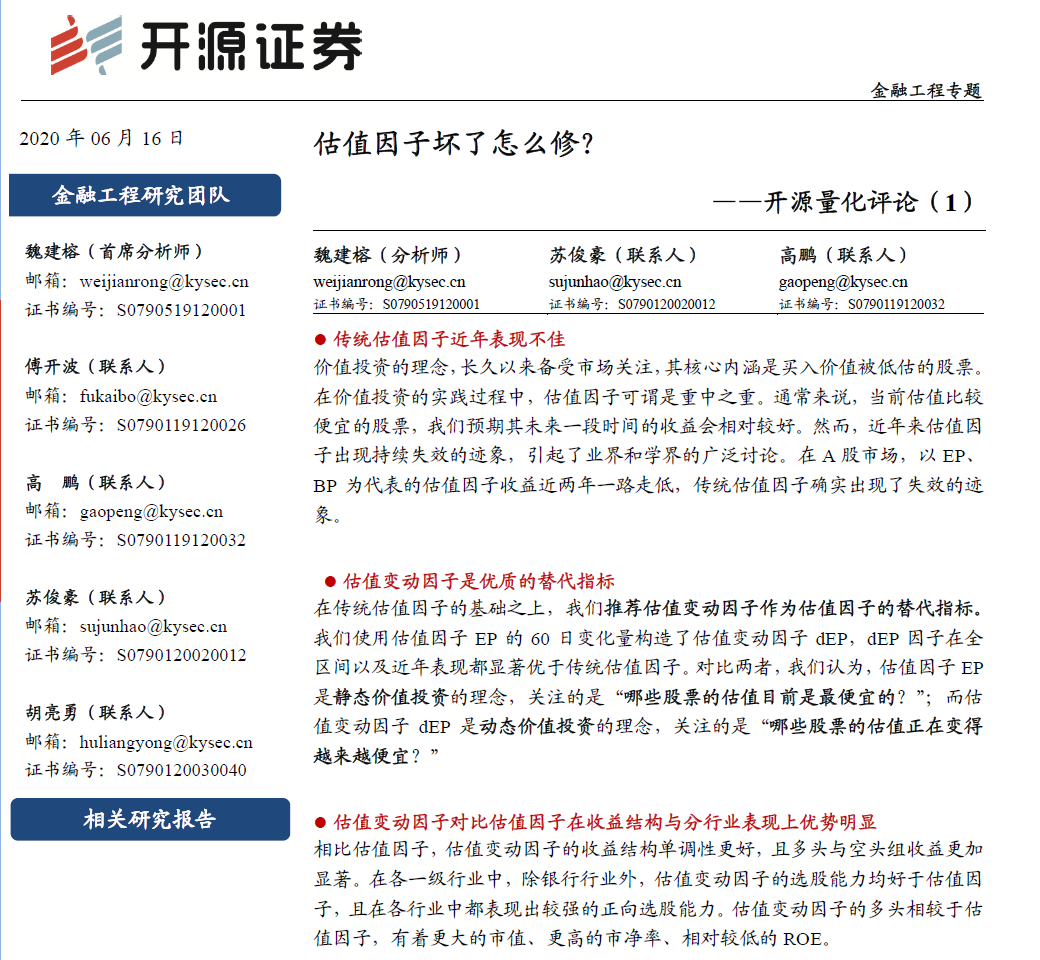 开源证券
金融工程专题
2020 年 06 月 16 日
估值因子坏了怎么修？
——开源量化评论（1）
金融工程研究团队
魏建榕（首席分析师）
邮箱：weijianrong@kysec.cn
证书编号：S0790519120001
傅开波（联系人）
邮箱：fukaibo@kysec.cn
证书编号：S0790119120026
高　鹏（联系人）
邮箱：gaopeng@kysec.cn
证书编号：S0790119120032
苏俊豪（联系人）
邮箱：sujunhao@kysec.cn
证书编号：S0790120020012
胡亮勇（联系人）
邮箱：huliangyong@kysec.cn
证书编号：S0790120030040
相关研究报告
魏建榕（分析师）
weijianrong@kysec.cn
证书编号：S0790519120001
苏俊豪（联系人）
sujunhao@kysec.cn
证书编号：S0790120020012
高鹏（联系人）
gaopeng@kysec.cn
证书编号：S0790119120032
● 传统估值因子近年表现不佳
价值投资的理念，长久以来备受市场关注，其核心内涵是买入价值被低估的股票。
在价值投资的实践过程中，估值因子可谓是重中之重。通常来说，当前估值比较
便宜的股票，我们预期其未来一段时间的收益会相对较好。然而，近年来估值因
子出现持续失效的迹象，引起了业界和学界的广泛讨论。在 A 股市场，以 EP、
BP 为代表的估值因子收益近两年一路走低，传统估值因子确实出现了失效的迹
象。
● 估值变动因子是优质的替代指标
在传统估值因子的基础之上，我们推荐估值变动因子作为估值因子的替代指标。
我们使用估值因子 EP 的 60 日变化量构造了估值变动因子 dEP，dEP 因子在全
区间以及近年表现都显著优于传统估值因子。对比两者，我们认为，估值因子 EP
是静态价值投资的理念，关注的是“哪些股票的估值目前是最便宜的？”；而估
值变动因子 dEP 是动态价值投资的理念，关注的是“哪些股票的估值正在变得
越来越便宜？”
● 估值变动因子对比估值因子在收益结构与分行业表现上优势明显
相比估值因子，估值变动因子的收益结构单调性更好，且多头与空头组收益更加
显著。在各一级行业中，除银行行业外，估值变动因子的选股能力均好于估值因
子，且在各行业中都表现出较强的正向选股能力。估值变动因子的多头相较于估
值因子，有着更大的市值、更高的市净率、相对较低的 ROE。